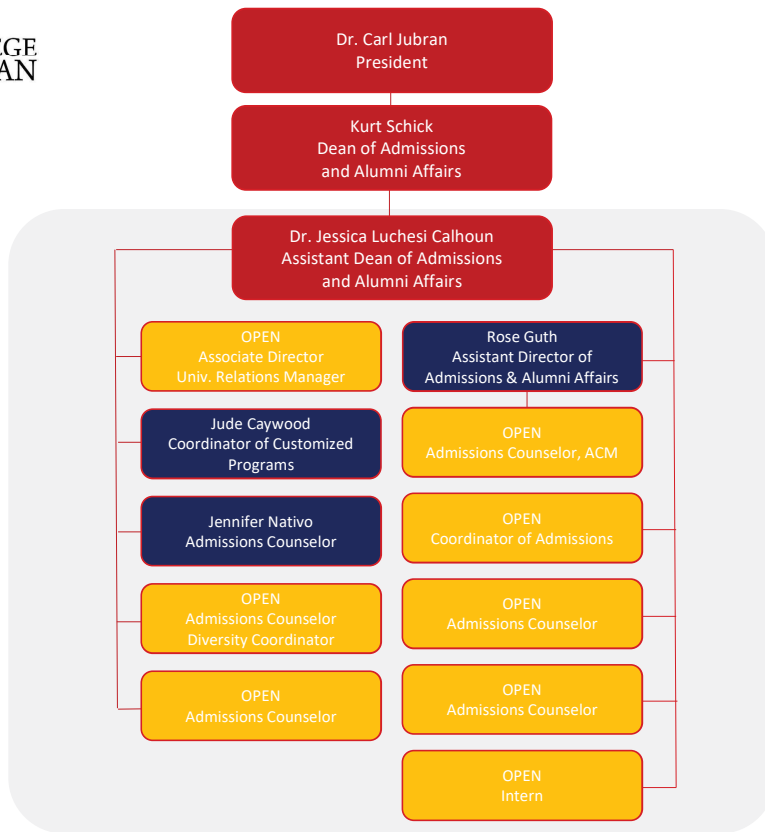 Dr. Carl Jubran
President
Kurt Schick
Dean of Admissions
and Alumni Affairs
Dr. Jessica Luchesi Calhoun
Assistant Dean of Admissions
and Alumni Affairs
OPEN
Associate Director
Univ. Relations Manager
Jude Caywood
Coordinator of Customized
Programs
Jennifer Nativo
Admissions Counselor
OPEN
Admissions Counselor
Diversity Coordinator
OPEN
Admissions Counselor
Rose Guth
Assistant Director of
Admissions & Alumni Affairs
OPEN
Admissions Counselor, ACM
OPEN
Coordinator of Admissions
OPEN
Admissions Counselor
OPEN
Admissions Counselor
OPEN
Intern